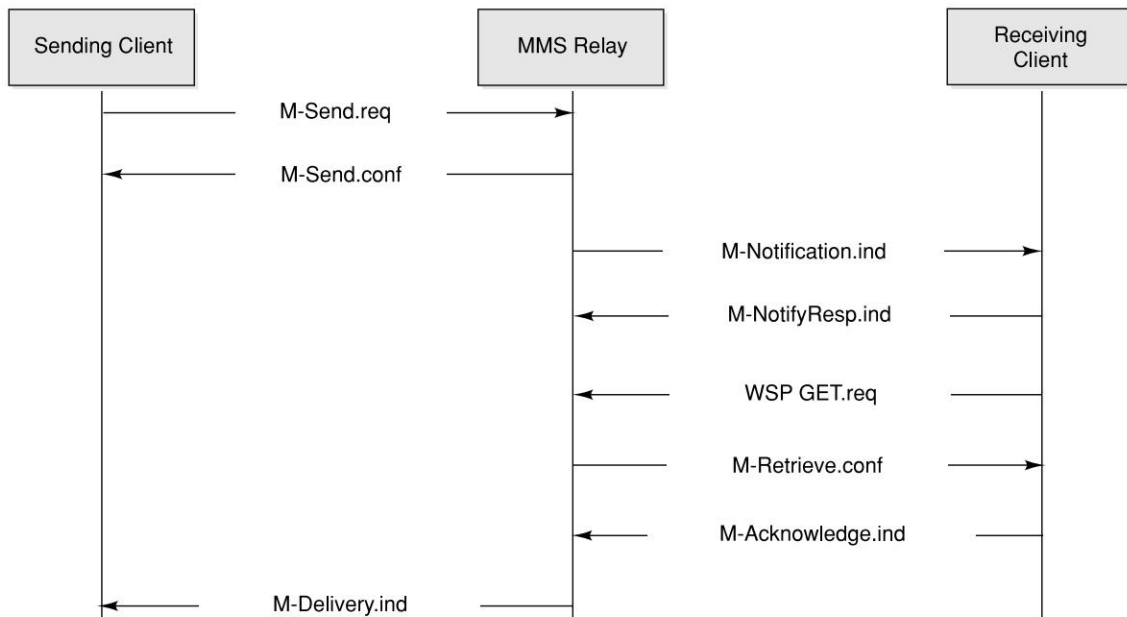 Sending Client
MMS Relay
Receiving
Client
M-Send.req
M-Send.conf
M-Notification.ind
M-NotifyResp.ind
WSP GET.req
M-Retrieve.conf
M-Acknowledge.ind
M-Delivery.ind